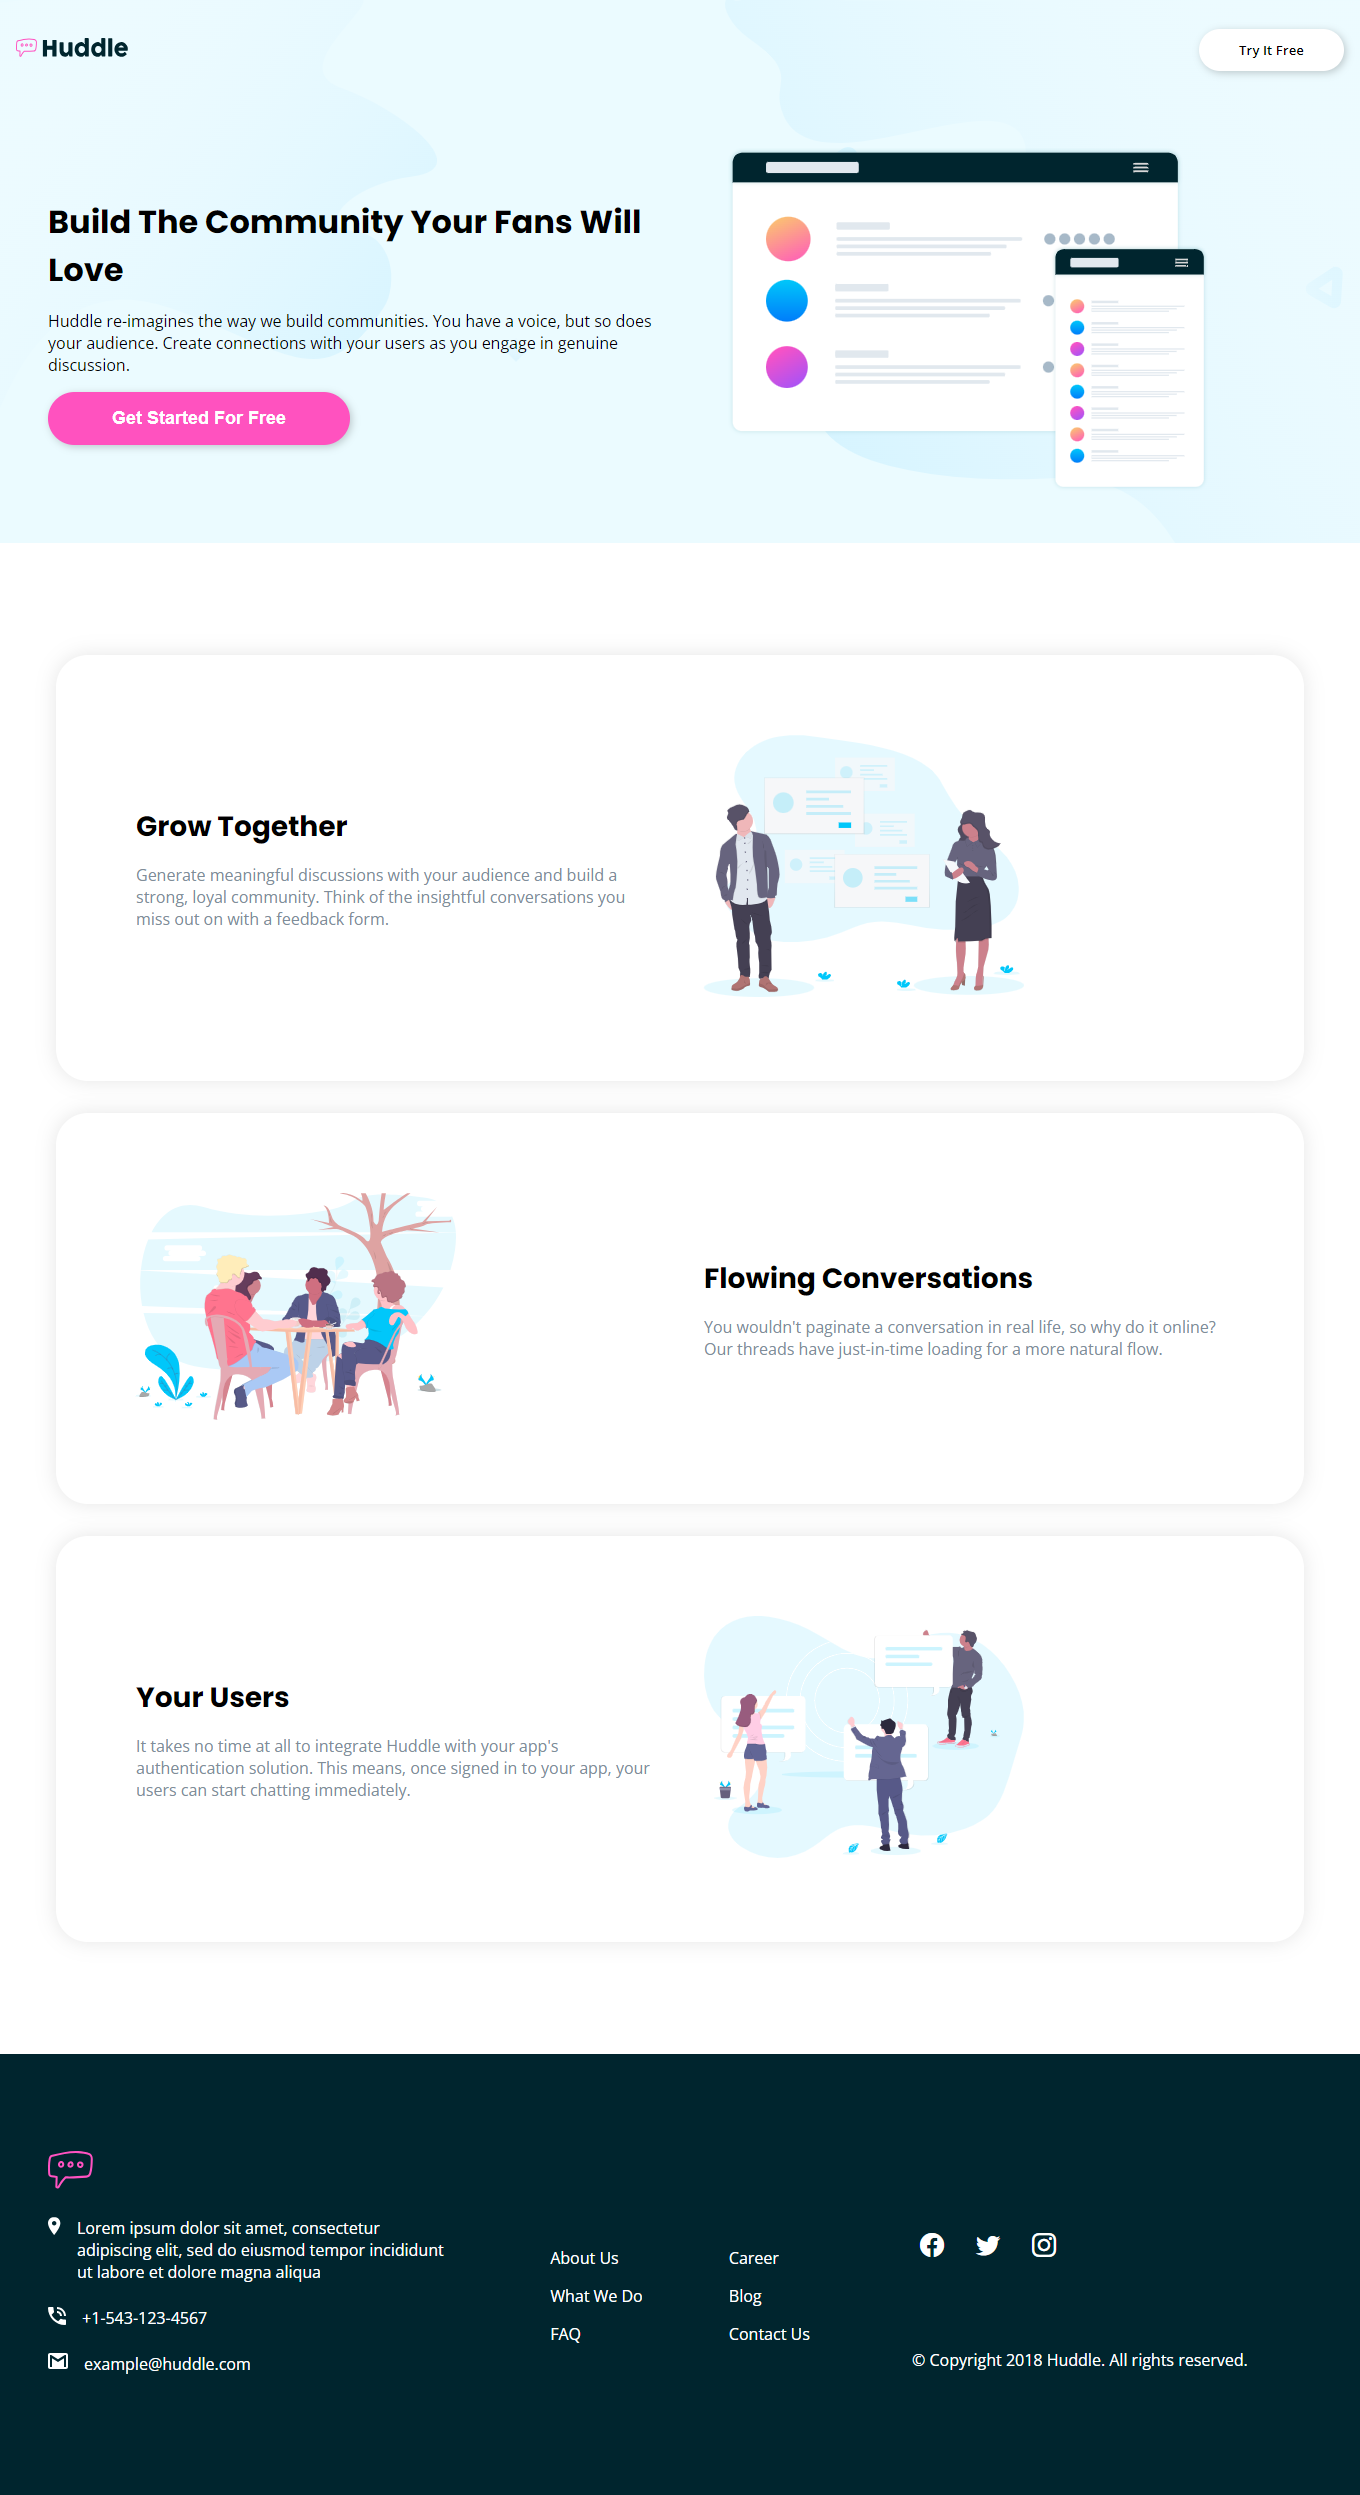 Huddle
Try It Free
Build The Community Your Fans Will
Love
Huddle re-imagines the way we build communities. You have a voice, but so does
your audience. Create connections with your users as you engage in genuine
discussion.
Get Started For Free
Grow Together
Generate meaningful discussions with your audience and build a
strong, loyal community. Think of the insightful conversations you
miss out on with a feedback form.
Flowing Conversations
You wouldn't paginate a conversation in real life, so why do it online?
Our threads have just-in-time loading for a more natural flow.
Your Users
It takes no time at all to integrate Huddle with your app's
authentication solution. This means, once signed in to your app, your
users can start chatting immediately.
Lorem ipsum dolor sit amet, consectetur
adipiscing elit, sed do eiusmod tempor incididunt
ut labore et dolore magna aliqua
+1-543-123-4567
example@huddle.com
About Us
What We Do
FAQ
Career
Blog
Contact Us
© Copyright 2018 Huddle. All rights reserved.